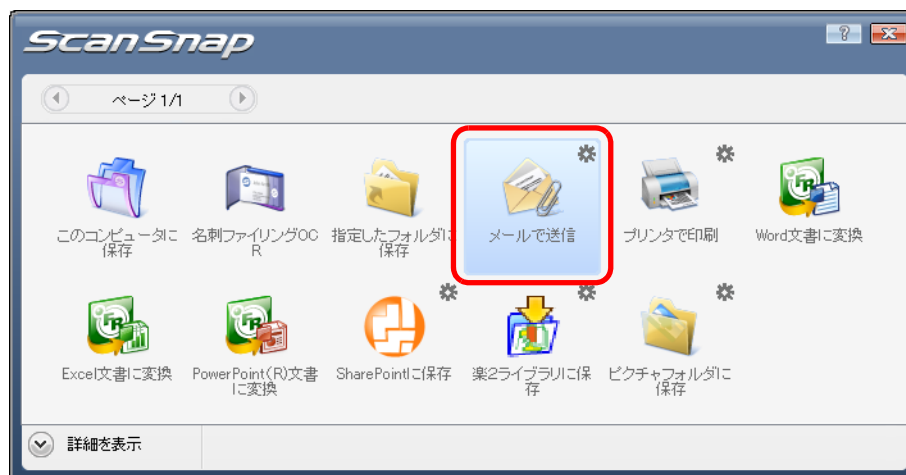 ScanSnap
ページ 1/1
このコンピュータに
保存
名刺ファイリングOC
R
指定したフォルダに
保存
メールで送信
プリンタで印刷
Word文書に変換
Excel文書に変換
PowerPoint(R)文書
に変換
SharePointに保存
楽2ライブラリに保
存
ピクチャフォルダに
保存
詳細を表示